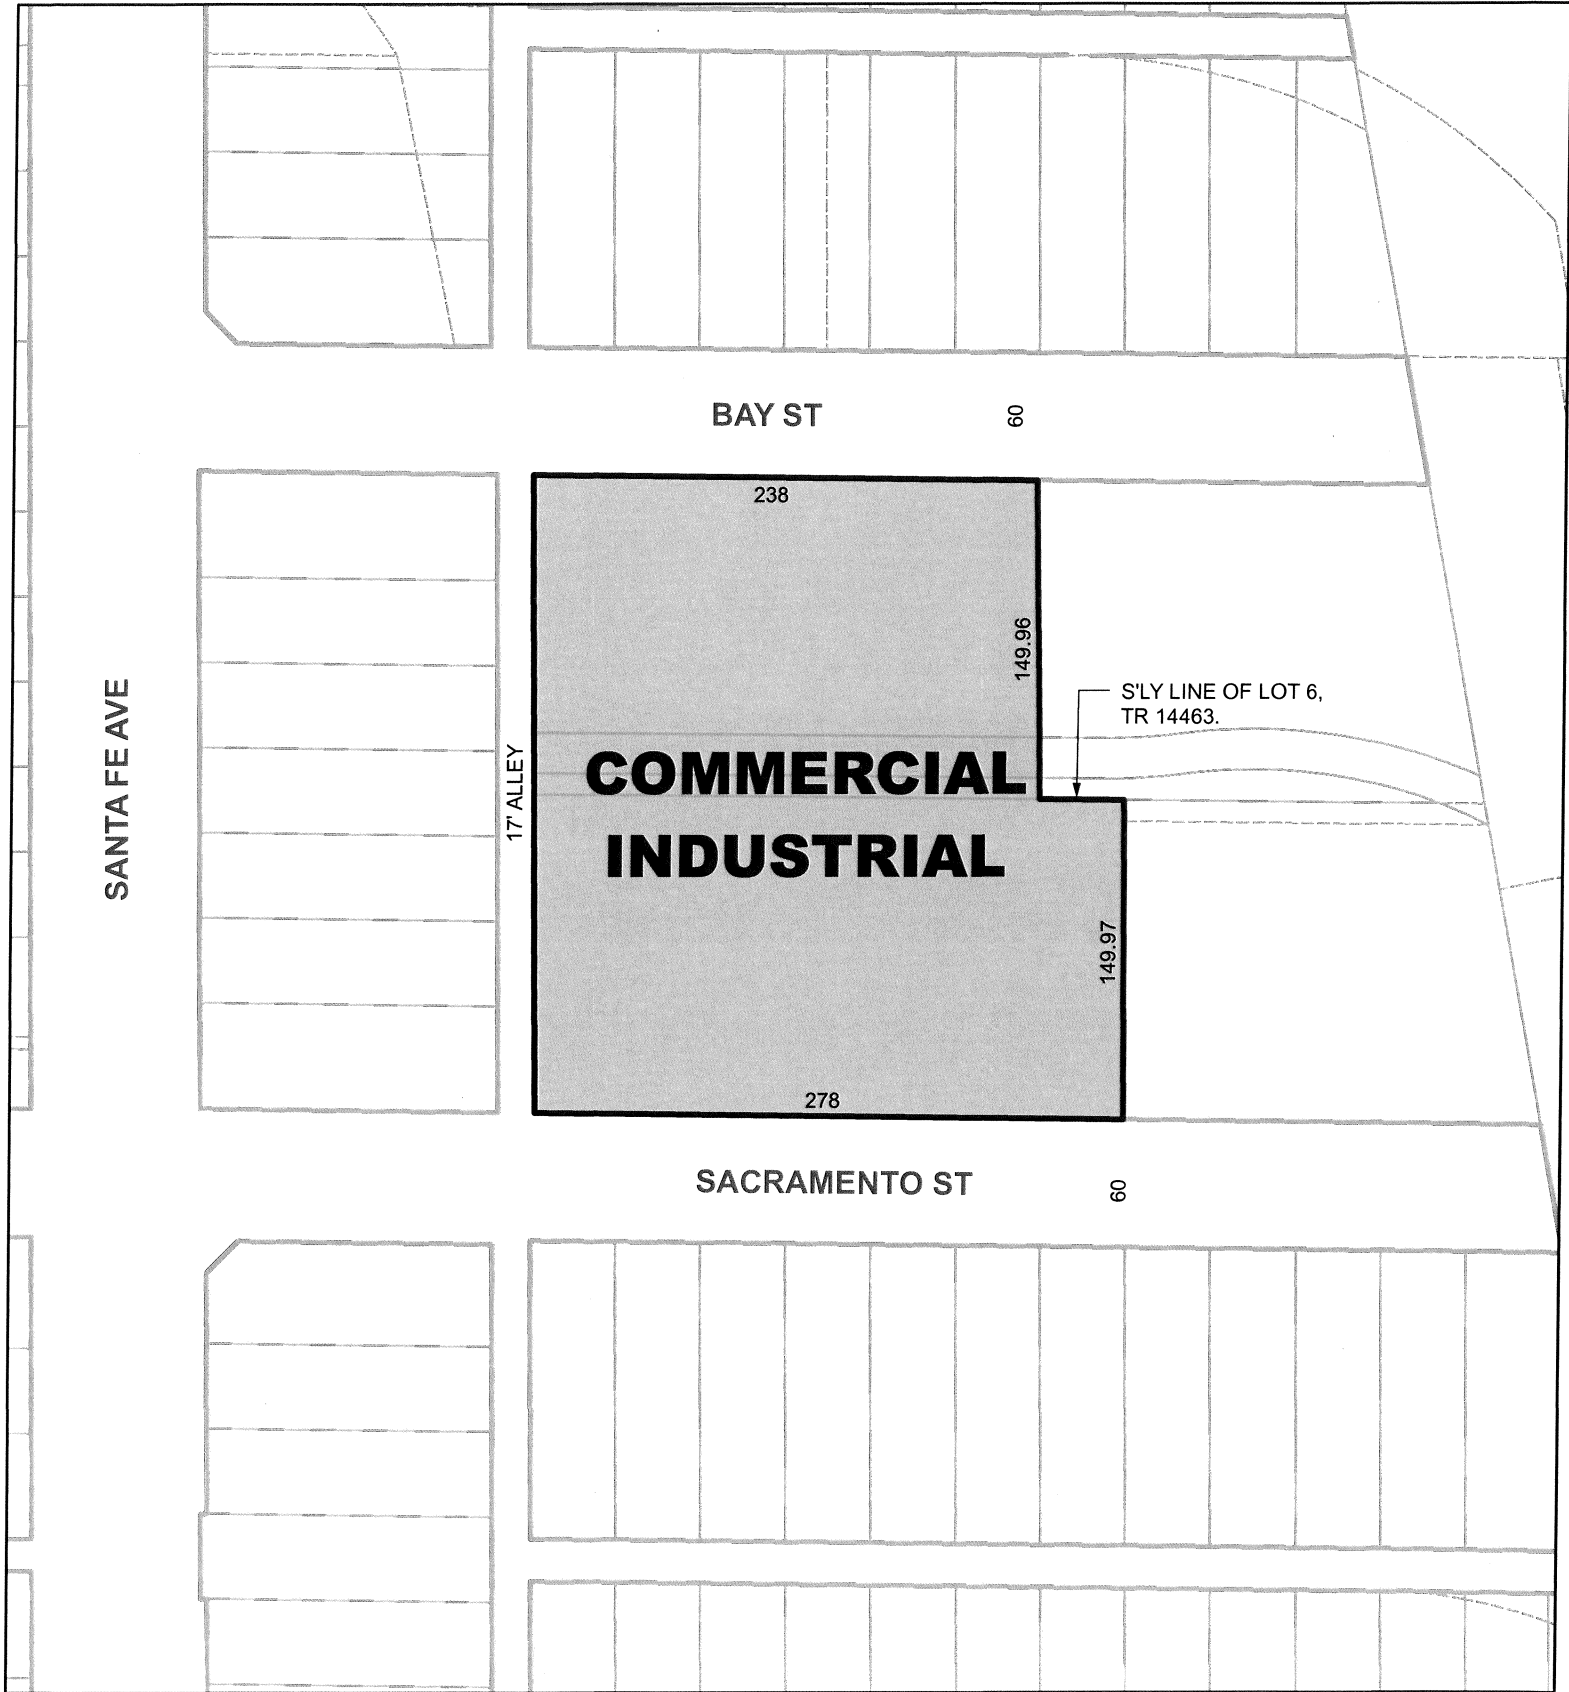 BAY ST
60
238
149.96
S'LY LINE OF LOT 6,
TR 14463.
SANTA FE AVE
17' ALLEY
COMMERCIAL
INDUSTRIAL
149.97
278
SACRAMENTO ST
60